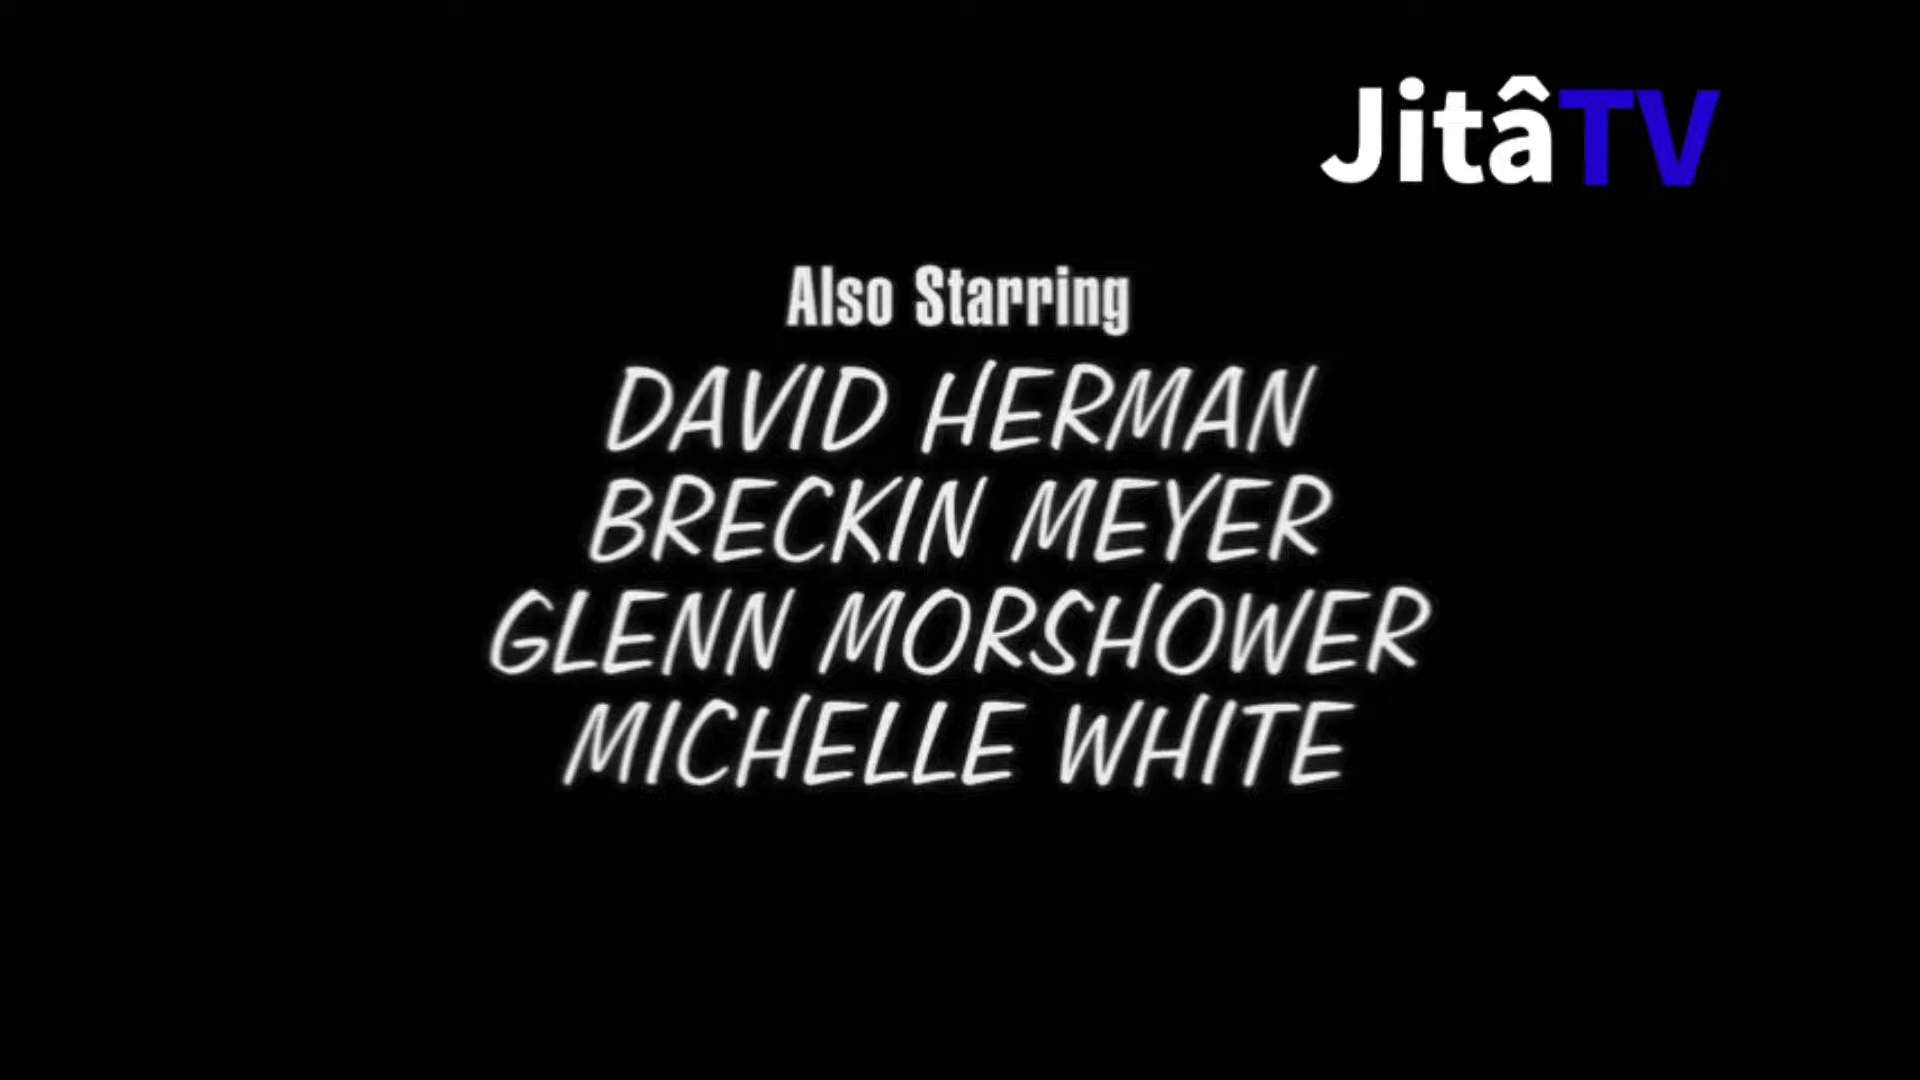 JitâTV
Also Starring
DAVID HERMAN
BRECKIN MEYER
GLENN MORSHOWER
MICHELLE WHITE